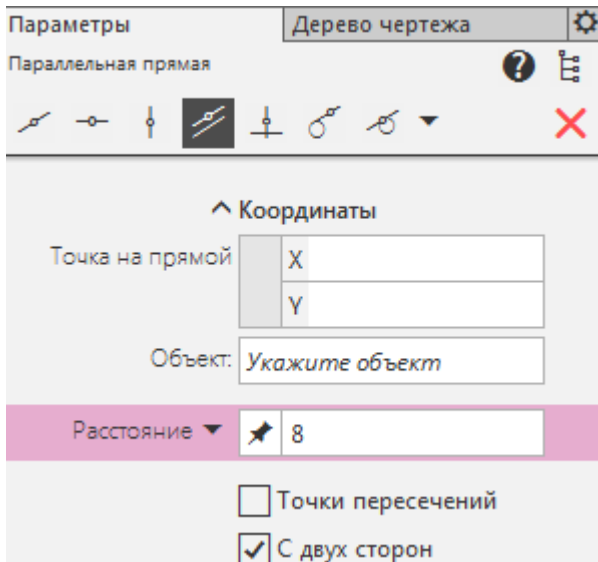 Параметры
Дерево чертежа
Параллельная прямая
?
Координаты
Точка на прямой
X
Y
Объект:
Укажите объект
Расстояние
8
Точки пересечений
С двух сторон